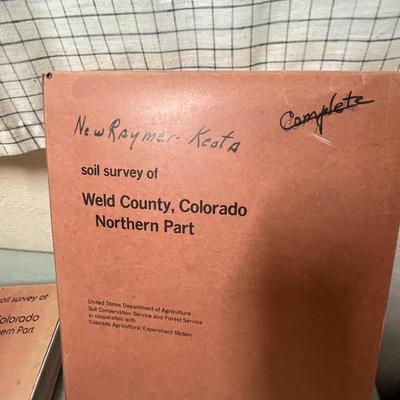 New Raymer - Keota
Complete
soil survey of
Weld County, Colorado
Northern Part
United States Department of Agriculture
Soil Conservation Service and Forest Service
in cooperation with
Colorado Agricultural Experiment Station
soil survey of
Colorado
ern Part